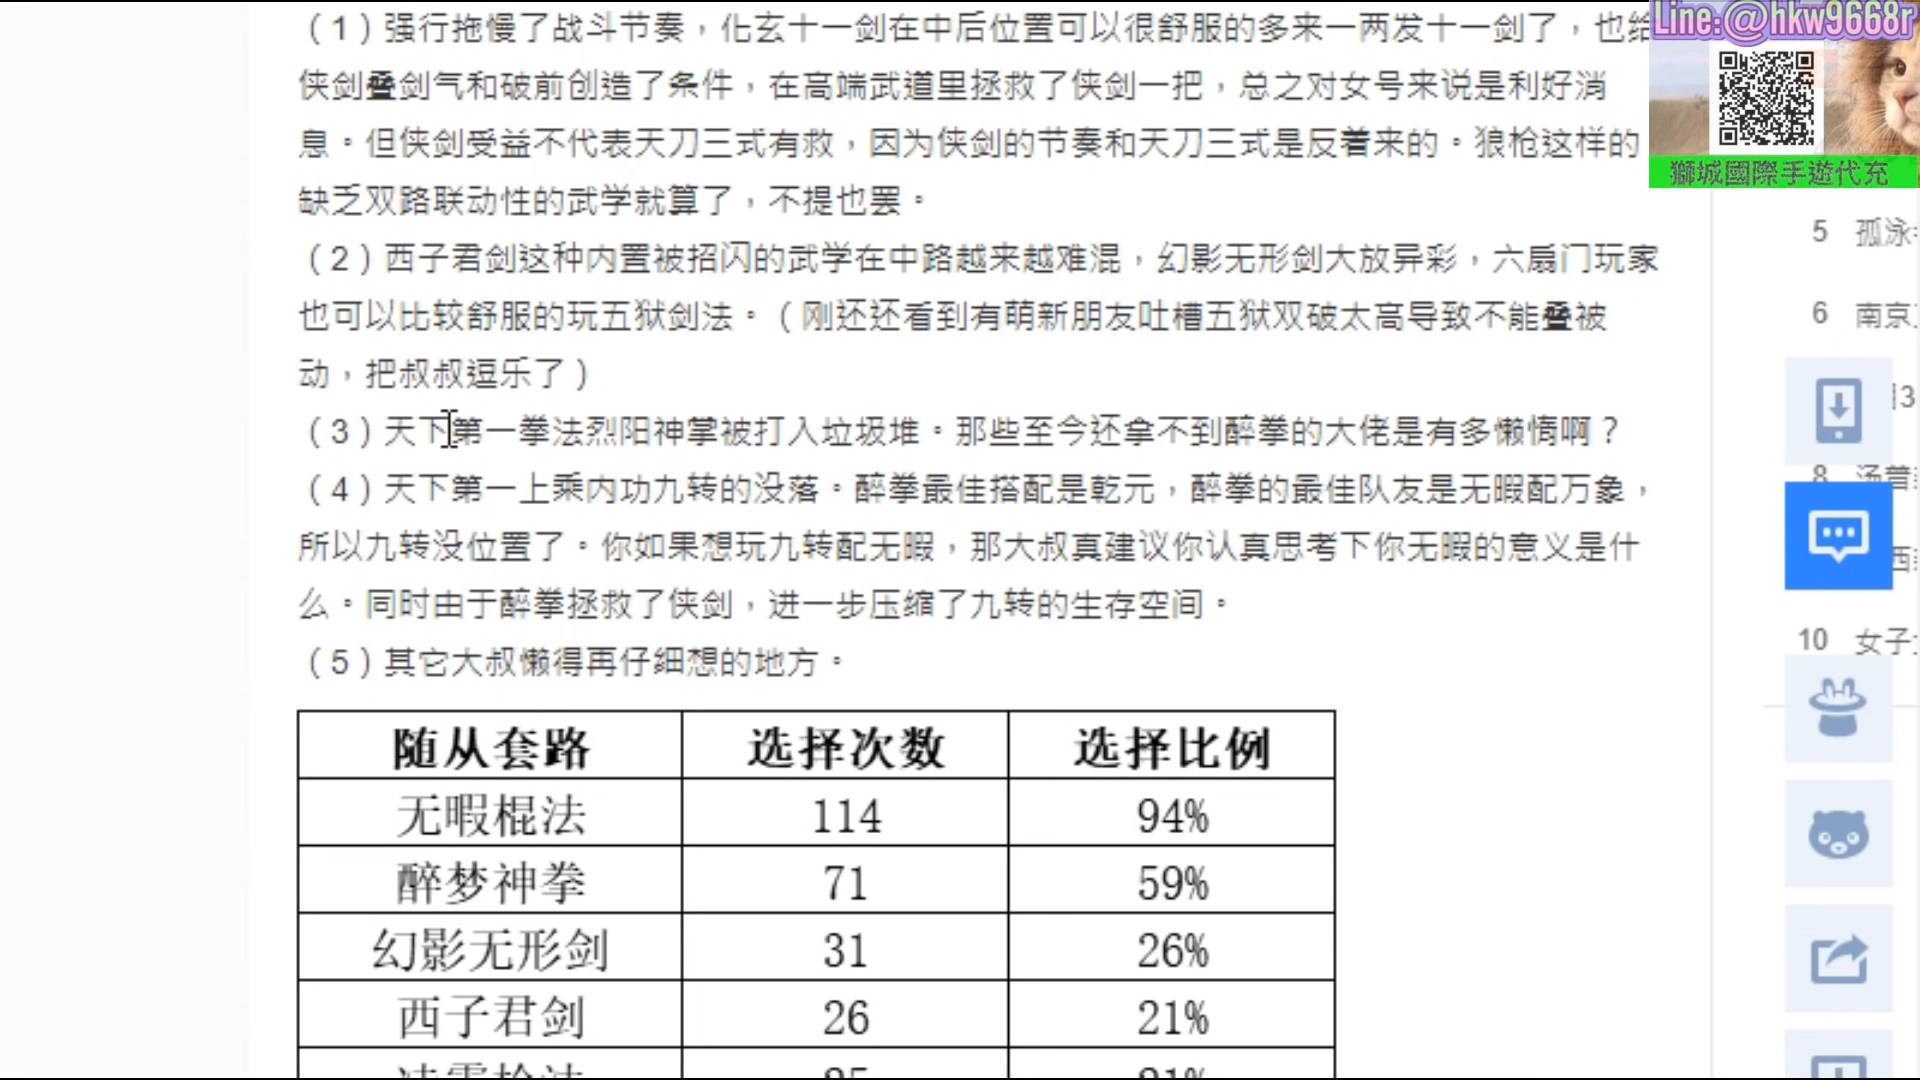 （1）强行拖慢了战斗节奏，化玄十一剑在中后位置可以很舒服的多来一两发十一剑了，也给
侠剑叠剑气和破前创造了条件，在高端武道里拯救了侠剑一把，总之对女号来说是利好消
息。但侠剑受益不代表天刀三式有救，因为侠剑的节奏和天刀三式是反着来的。狼枪这样的
缺乏双路联动性的武学就算了，不提也罢。
（2）西子君剑这种内置被招闪的武学在中路越来越难混，幻影无形剑大放异彩，六扇门玩家
也可以比较舒服的玩五狱剑法。（刚还还看到有萌新朋友吐槽五狱双破太高导致不能叠被
动，把叔叔逗乐了）
（3）天下第一拳法烈阳神掌被打入垃圾堆。那些至今还拿不到醉拳的大佬是有多懒惰啊？
（4）天下第一上乘内功九转的没落。醉拳最佳搭配是乾元，醉拳的最佳队友是无暇配万象，
所以九转没位置了。你如果想玩九转配无暇，那大叔真建议你认真思考下你无暇的意义是什
么。同时由于醉拳拯救了侠剑，进一步压缩了九转的生存空间。
（5）其它大叔懒得再仔细想的地方。
随从套路 选择次数 选择比例
无暇棍法 114 94%
醉梦神拳 71 59%
幻影无形剑 31 26%
西子君剑 26 21%
Line:@hkw9668r
獅城國際手遊代充
5 孤泳
6 南京
8
10 女子